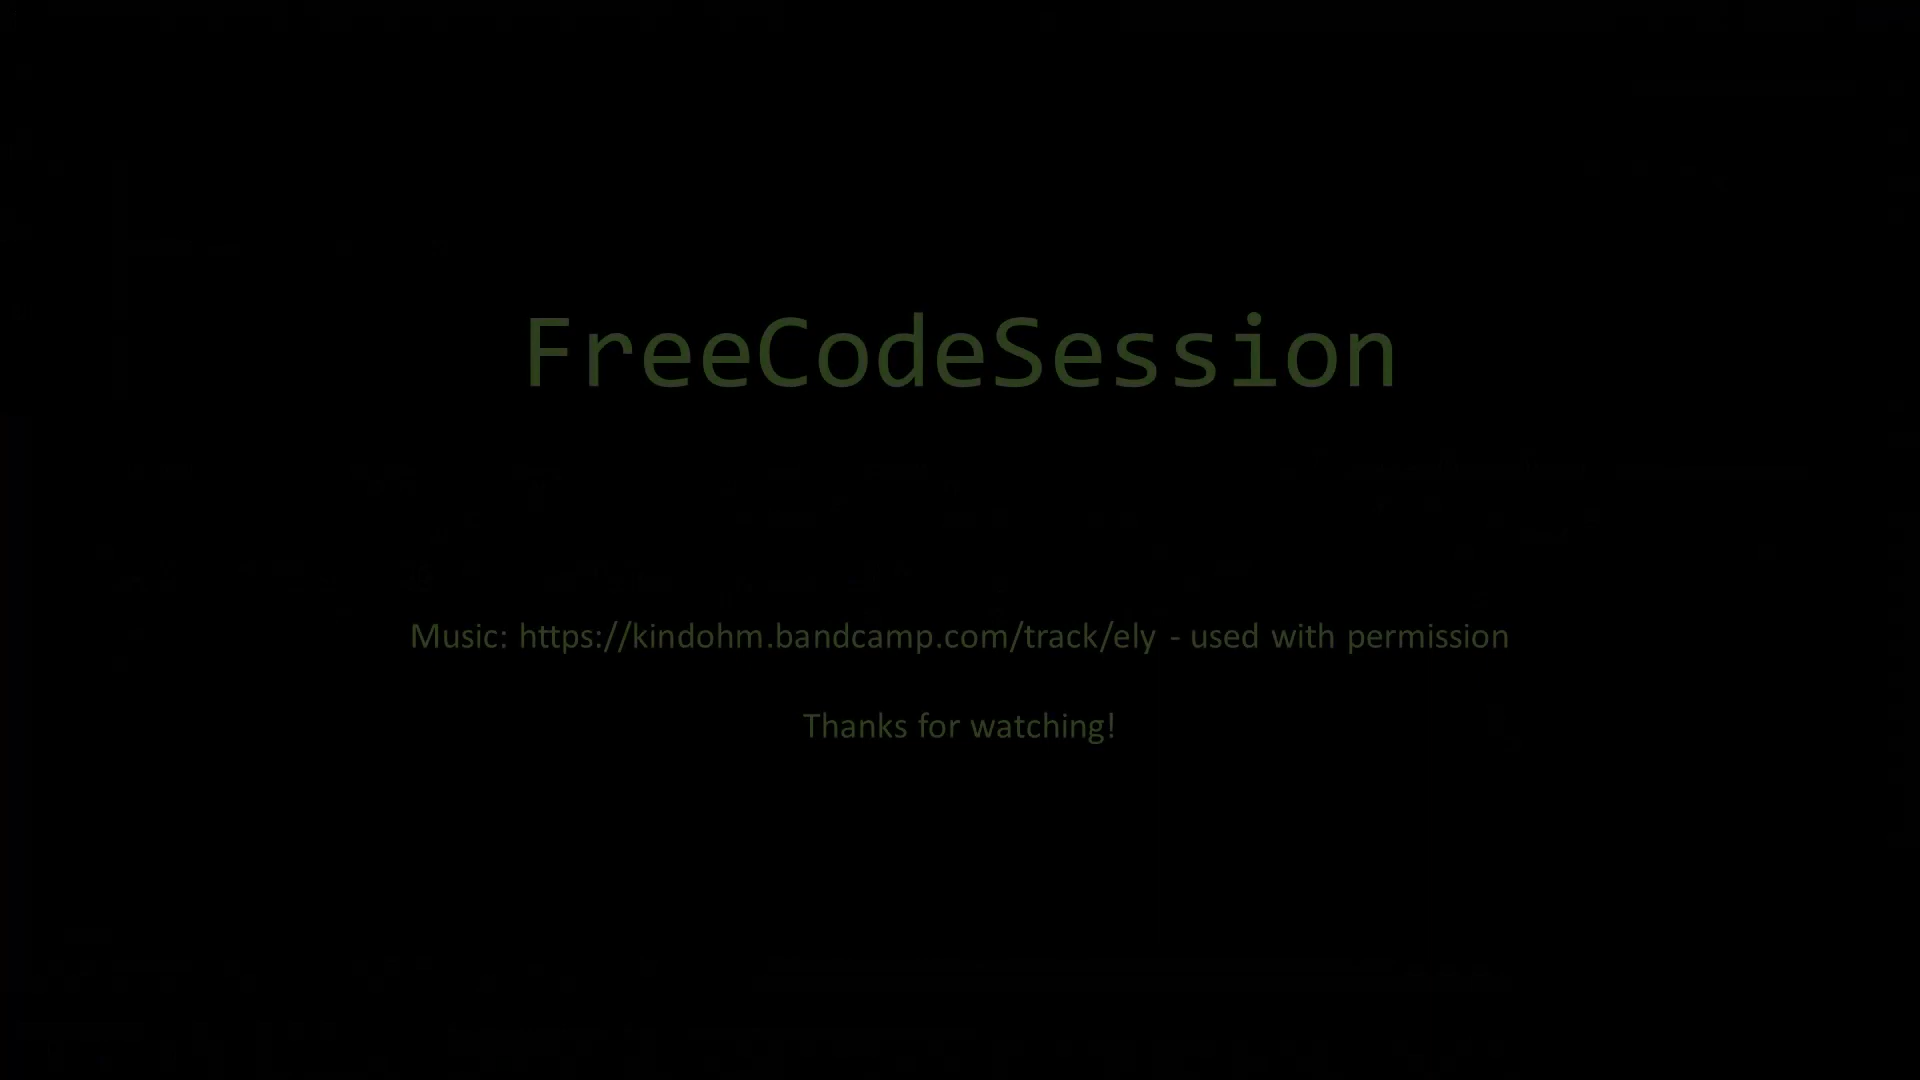 FreeCodeSession
Music: https://kindohm.bandcamp.com/track/ely - used with permission
Thanks for watching!